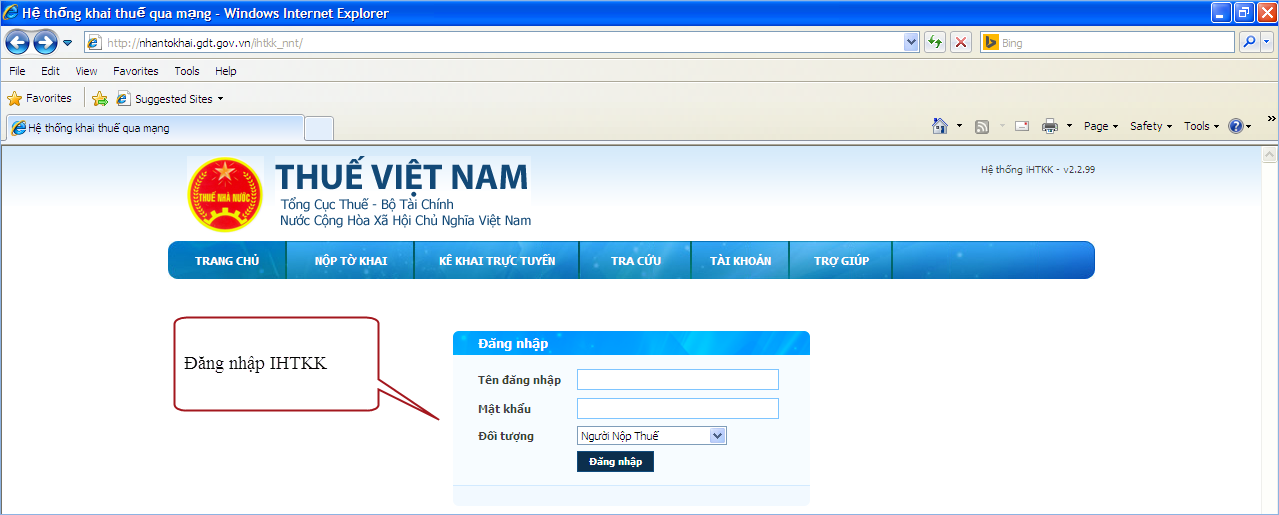 Hệ thống khai thuế qua mạng - Windows Internet Explorer
http://nhantokhai.gdt.gov.vn/ihtkk_nnt/
Bing
File Edit View Favorites Tools Help
Favorites Suggested Sites
Hệ thống khai thuế qua mạng
Page Safety Tools
»
THUẾ NHÀ NƯỚC
THUẾ VIỆT NAM
Tổng Cục Thuế - Bộ Tài Chính
Nước Cộng Hòa Xã Hội Chủ Nghĩa Việt Nam
Hệ thống iHTKK - v2.2.99
TRANG CHỦ NỘP TỜ KHAI KÊ KHAI TRỰC TUYẾN TRA CỨU TÀI KHOẢN TRỢ GIÚP
Đăng nhập IHTKK
Đăng nhập
Tên đăng nhập
Mật khẩu
Đối tượng Người Nộp Thuế
Đăng nhập